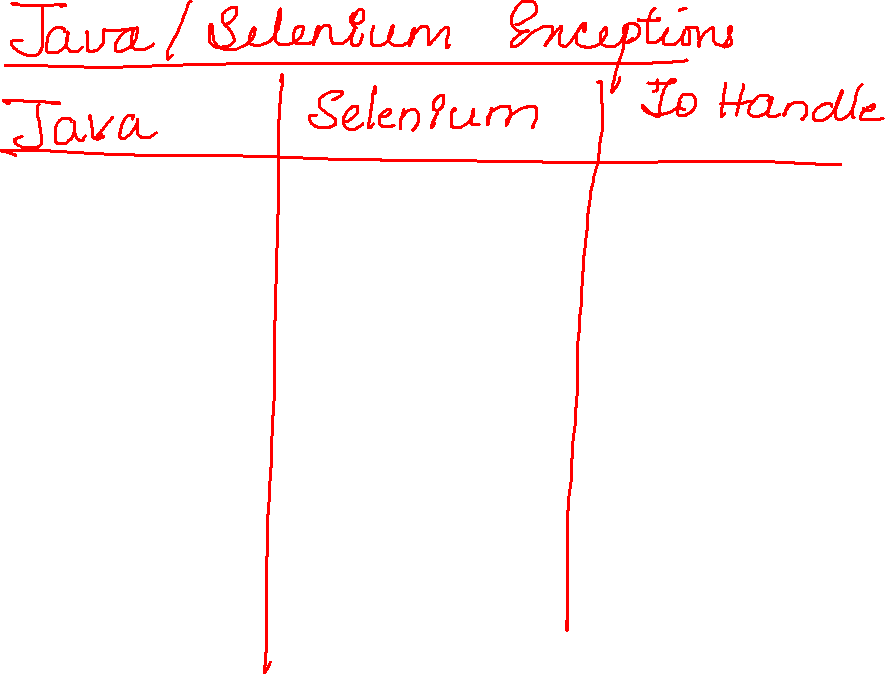 Java / Selenium Exceptions
Java
Selenium
To Handle